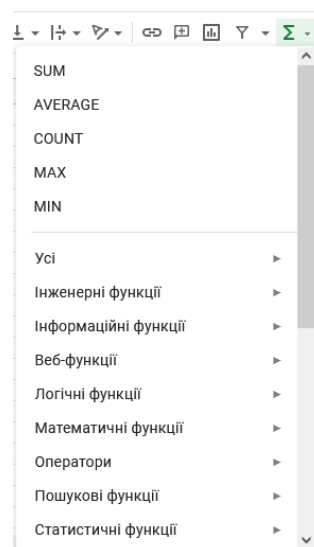 SUM
AVERAGE
COUNT
MAX
MIN
Усі
Інженерні функції
Інформаційні функції
Веб-функції
Логічні функції
Математичні функції
Оператори
Пошукові функції
Статистичні функції